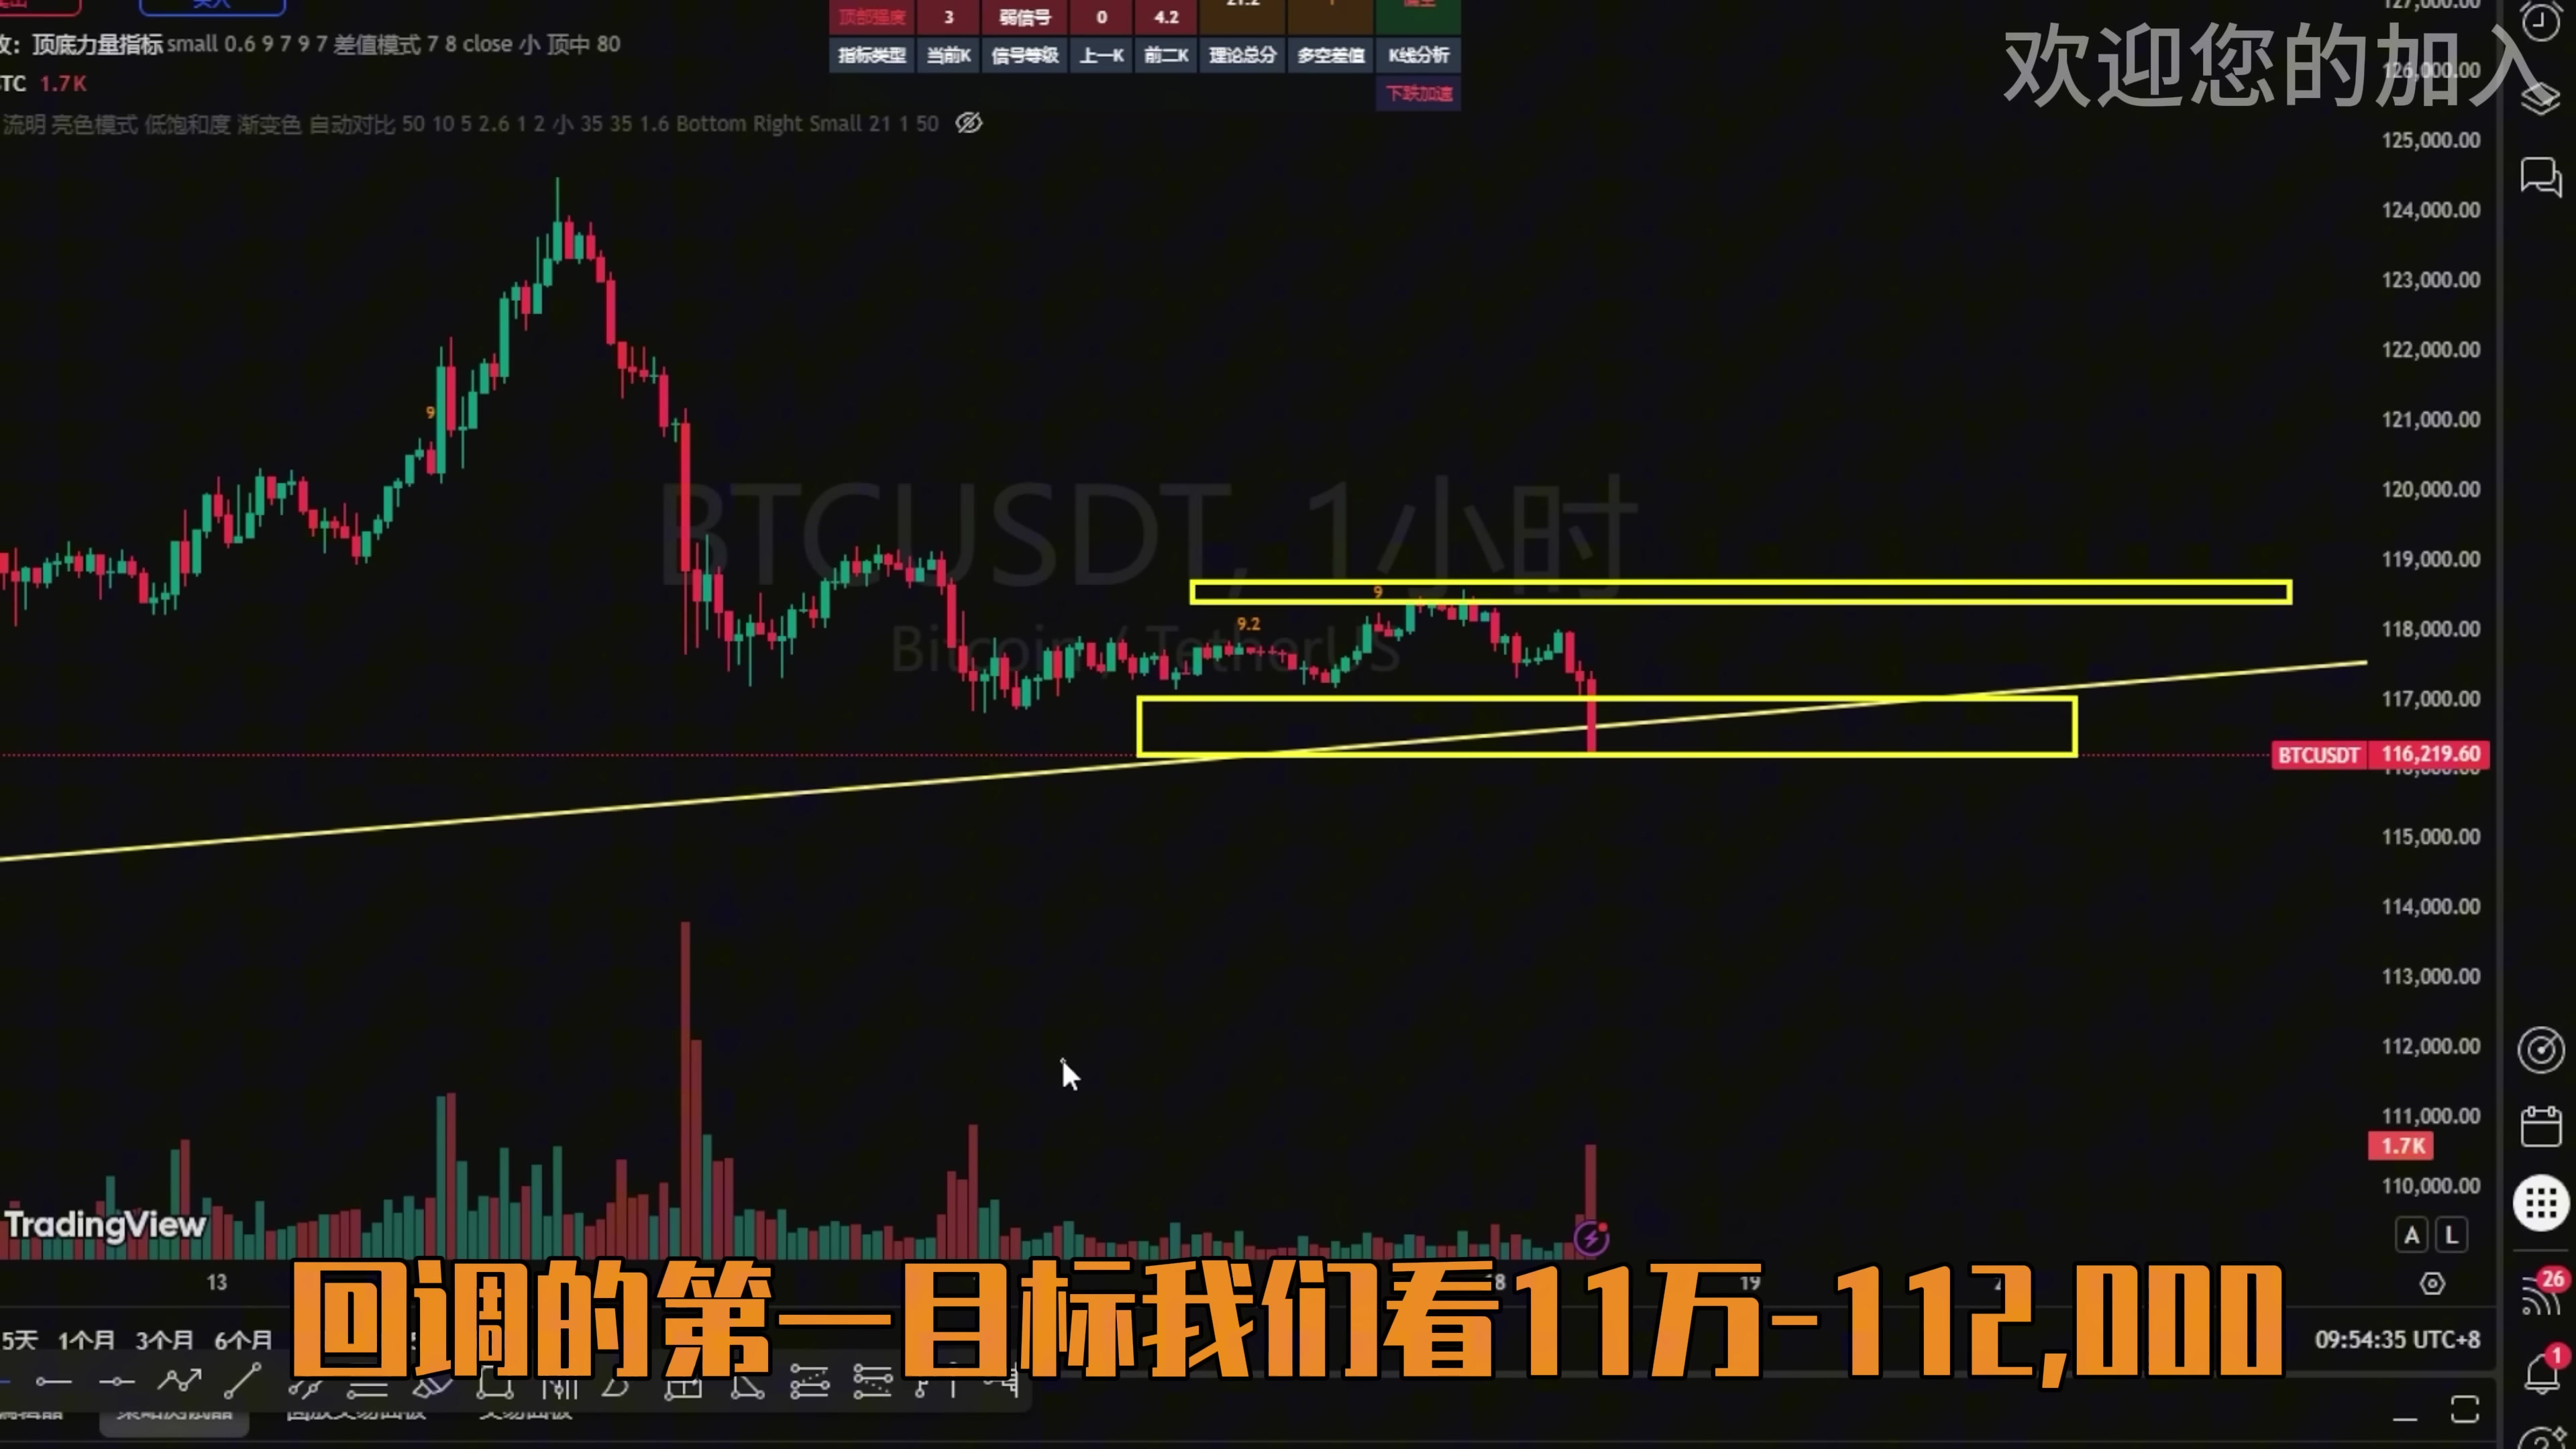 顶部强度 3 弱信号 0 4.2 21.2
127,000.00
顶底力量指标 small 0.6 9 7 9 7 差值模式 7 8 close 小 顶中 80
指标类型 当前K 信号等级 上一K 前二K 理论总分 多空差值 K线分析
欢迎您的加入
126,000.00
TC 1.7K
下跌加速
流明 亮色模式 低饱和度 渐变色 自动对比 50 10 5 2.6 1 2 小 35 35 1.6 Bottom Right Small 21 1 50
125,000.00
124,000.00
123,000.00
122,000.00
9
121,000.00
120,000.00
BTCUSDT, 1小时
119,000.00
9
9.2
118,000.00
Bitcoin / TetherUS
117,000.00
BTCUSDT 116,219.60
116,000.00
115,000.00
114,000.00
113,000.00
112,000.00
111,000.00
1.7K
110,000.00
TradingView
A L
13 18 19
26
回调的第一目标我们看11万-112,000
5天 1个月 3个月 6个月
09:54:35 UTC+8
1